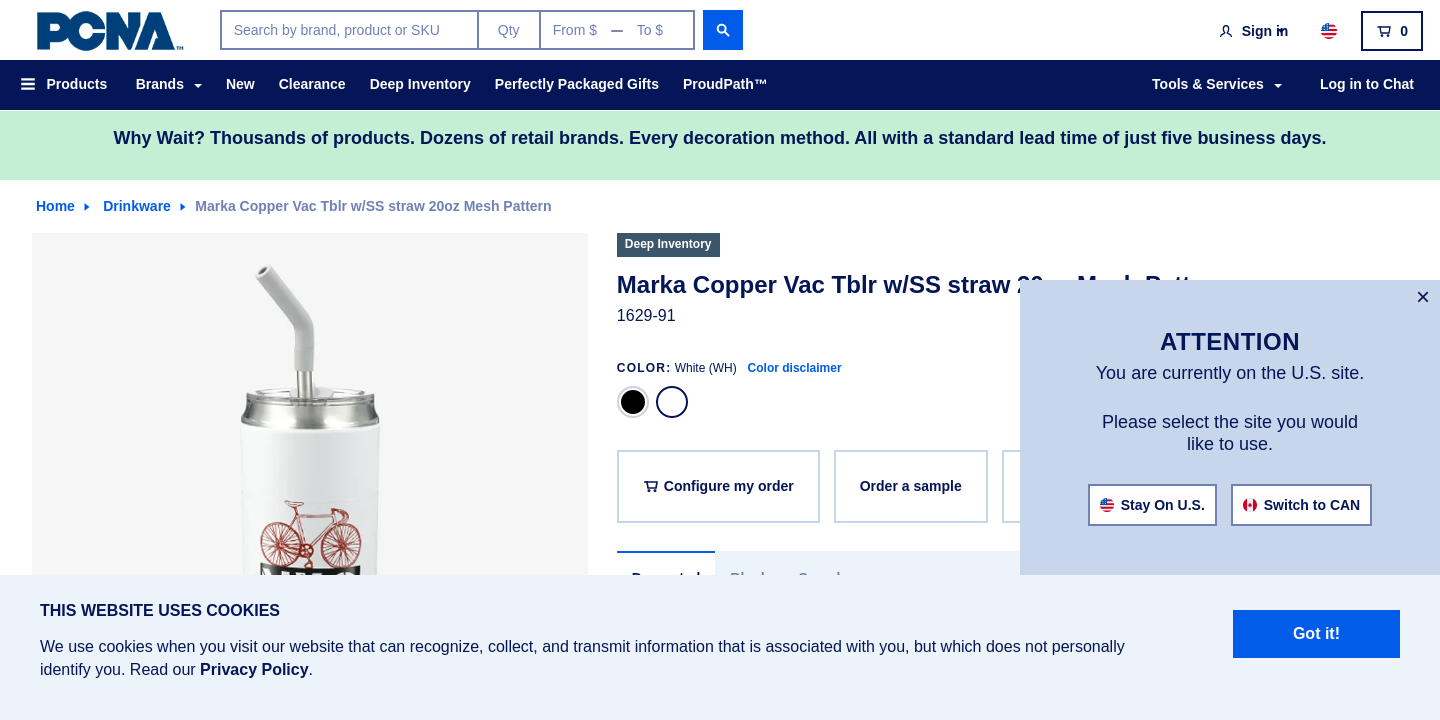 PCNA™
Search by brand, product or SKU
Qty
From $ — To $
Sign in
0
Products
Brands
New
Clearance
Deep Inventory
Perfectly Packaged Gifts
ProudPath™
Tools & Services
Log in to Chat
Why Wait? Thousands of products. Dozens of retail brands. Every decoration method. All with a standard lead time of just five business days.
Home
Drinkware
Marka Copper Vac Tblr w/SS straw 20oz Mesh Pattern
Deep Inventory
Marka Copper Vac Tblr w/SS straw
1629-91
COLOR: White (WH) Color disclaimer
Configure my order
Order a sample
×
ATTENTION
You are currently on the U.S. site.
Please select the site you would
like to use.
Stay On U.S.
Switch to CAN
THIS WEBSITE USES COOKIES
We use cookies when you visit our website that can recognize, collect, and transmit information that is associated with you, but which does not personally
identify you. Read our Privacy Policy.
Got it!